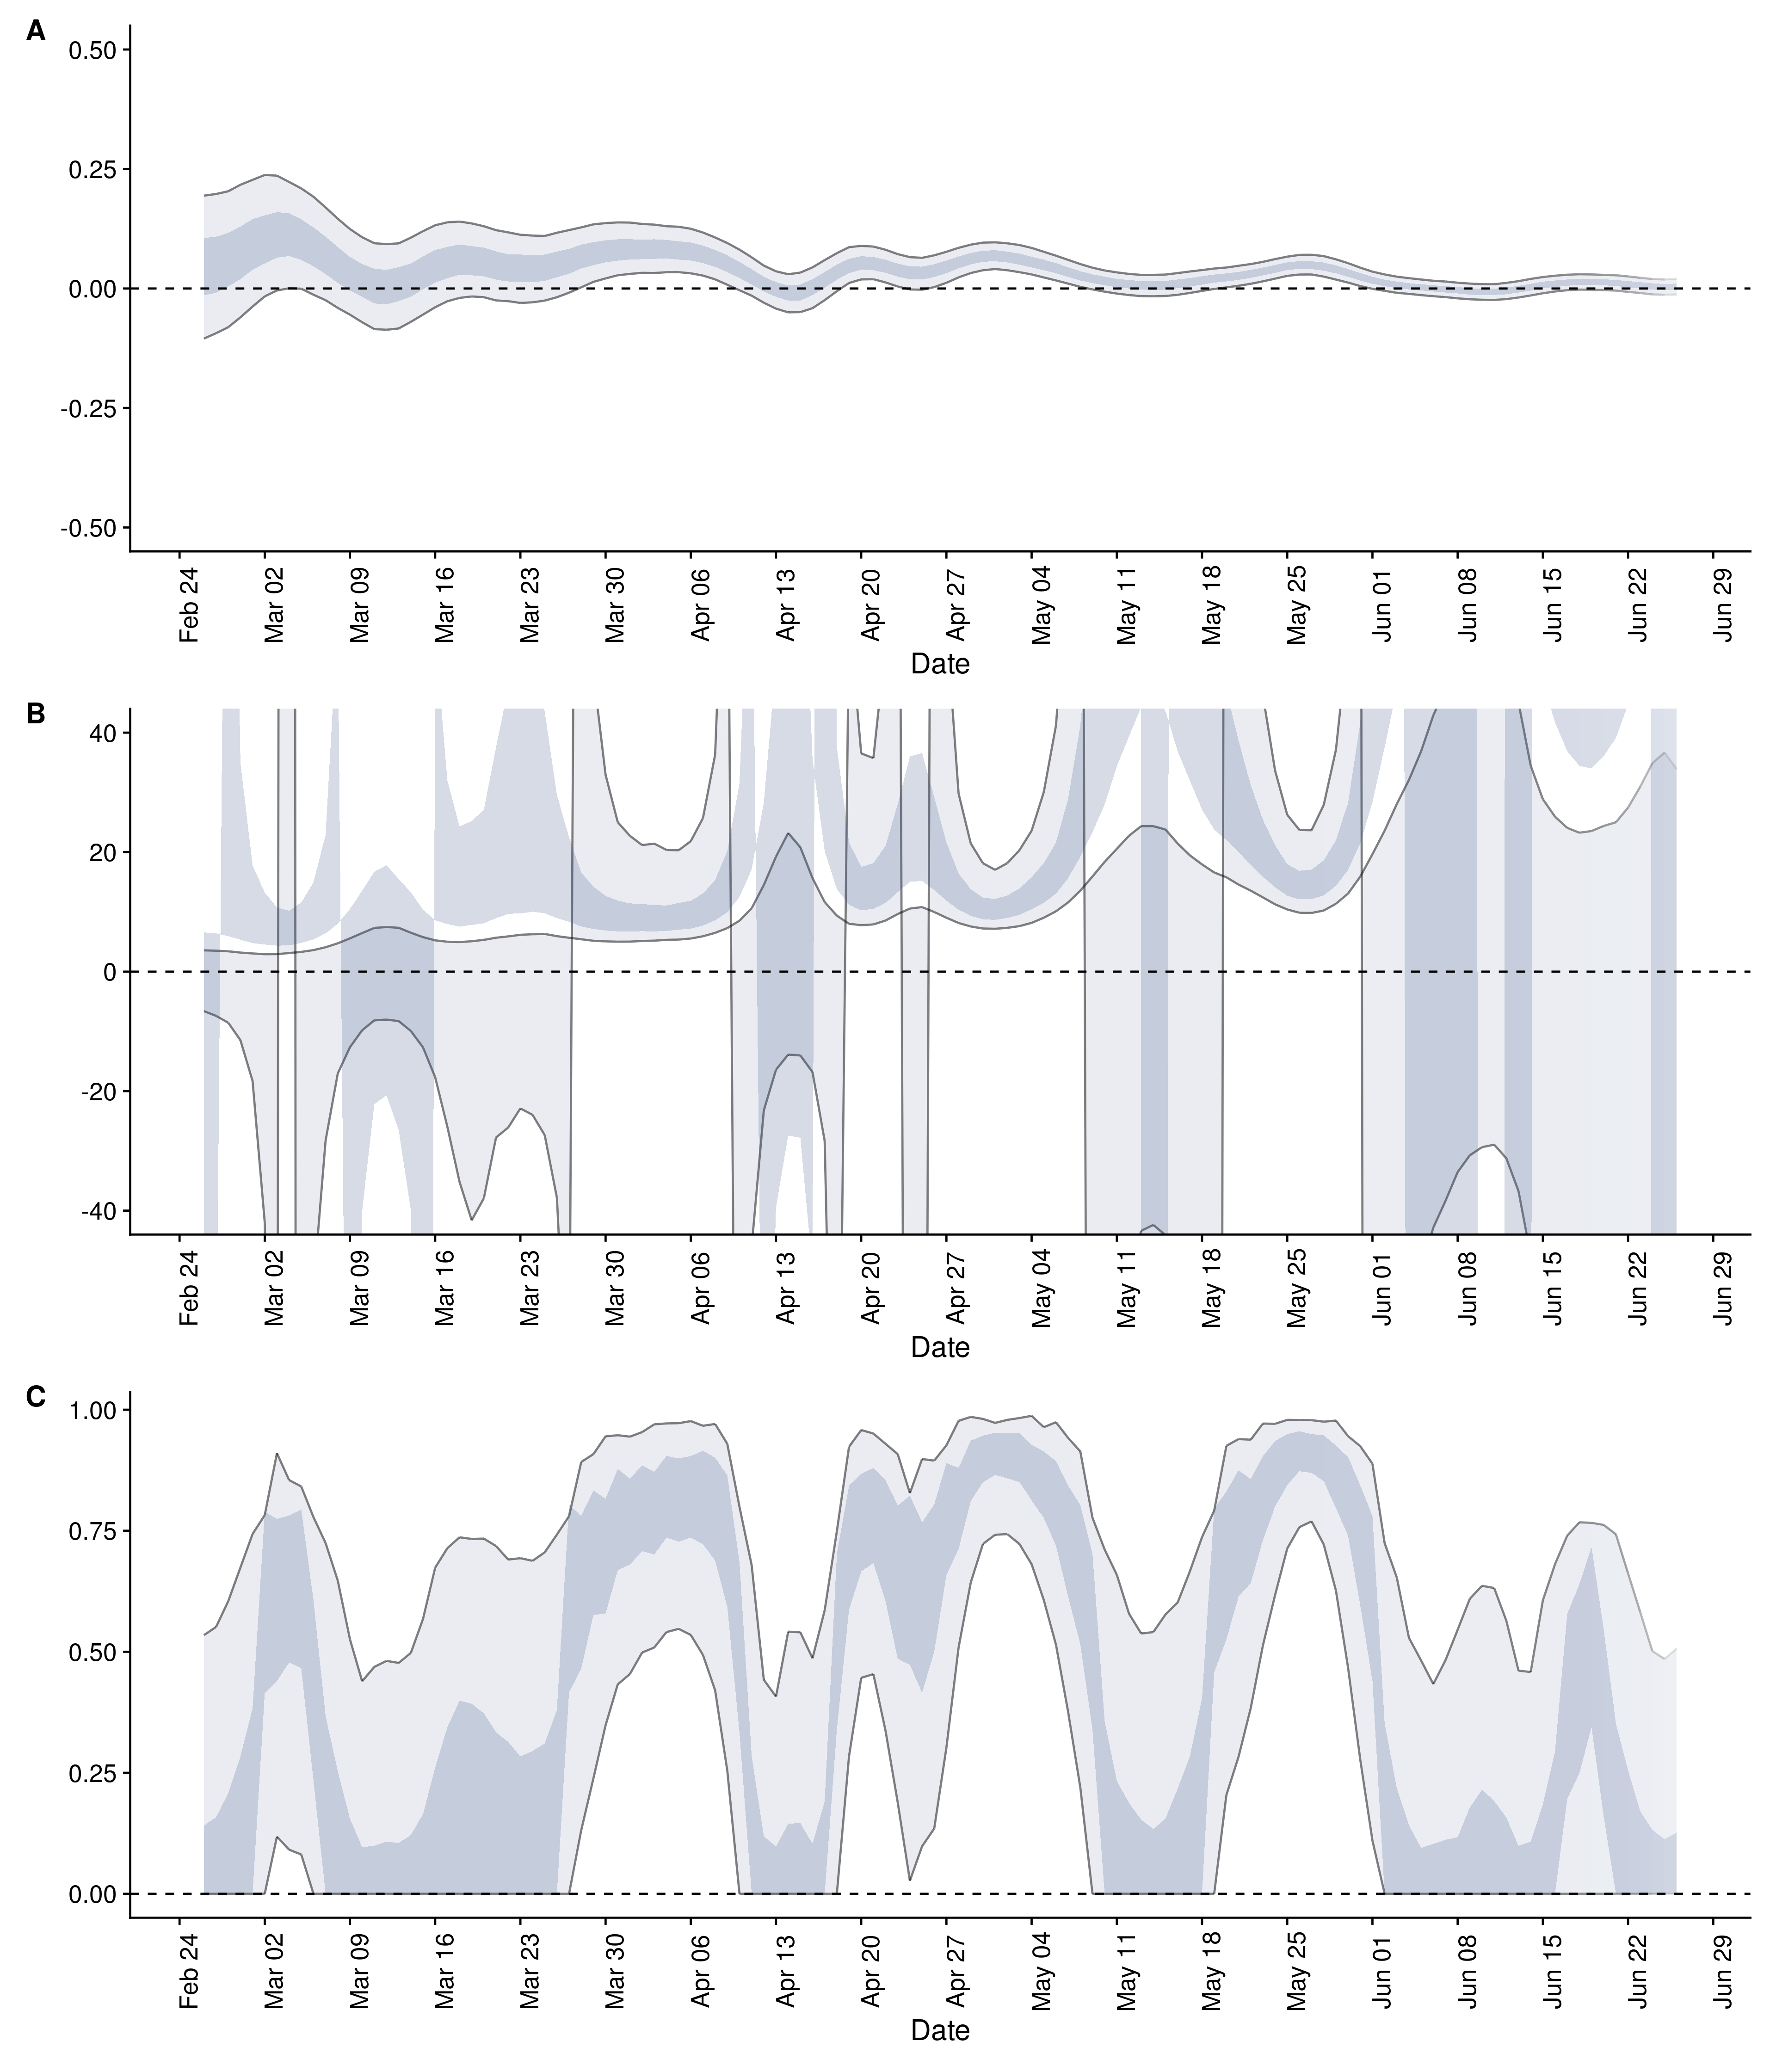 A
0.50
0.25
0.00
-0.25
-0.50
Feb 24
Mar 02
Mar 09
Mar 16
Mar 23
Mar 30
Apr 06
Apr 13
Apr 20
Apr 27
May 04
May 11
May 18
May 25
Jun 01
Jun 08
Jun 15
Jun 22
Jun 29
Date
B
40
20
0
-20
-40
Feb 24
Mar 02
Mar 09
Mar 16
Mar 23
Mar 30
Apr 06
Apr 13
Apr 20
Apr 27
May 04
May 11
May 18
May 25
Jun 01
Jun 08
Jun 15
Jun 22
Jun 29
Date
C
1.00
0.75
0.50
0.25
0.00
Feb 24
Mar 02
Mar 09
Mar 16
Mar 23
Mar 30
Apr 06
Apr 13
Apr 20
Apr 27
May 04
May 11
May 18
May 25
Jun 01
Jun 08
Jun 15
Jun 22
Jun 29
Date